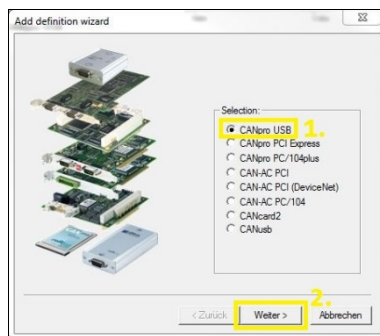 Add definition wizard
Selection:
CANpro USB 1.
CANpro PCI Express
CANpro PC/104plus
CAN-AC PCI
CAN-AC PCI (DeviceNet)
CAN-AC PC/104
CANcard2
CANusb
2.
< Zurück Weiter > Abbrechen